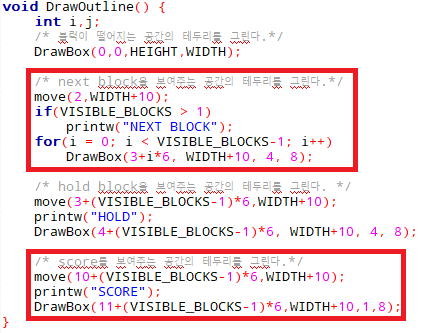 void DrawOutline() {
int i,j;
/* 블럭이 떨어지는 공간의 테두리를 그린다.*/
DrawBox(0,0,HEIGHT,WIDTH);
/* next block을 보여주는 공간의 테두리를 그린다.*/
move(2,WIDTH+10);
if(VISIBLE_BLOCKS > 1)
printw("NEXT BLOCK");
for(i = 0; i < VISIBLE_BLOCKS-1; i++)
DrawBox(3+i*6, WIDTH+10, 4, 8);
/* hold block을 보여주는 공간의 테두리를 그린다. */
move(3+(VISIBLE_BLOCKS-1)*6,WIDTH+10);
printw("HOLD");
DrawBox(4+(VISIBLE_BLOCKS-1)*6, WIDTH+10, 4, 8);
/* score를 보여주는 공간의 테두리를 그린다.*/
move(10+(VISIBLE_BLOCKS-1)*6,WIDTH+10);
printw("SCORE");
DrawBox(11+(VISIBLE_BLOCKS-1)*6,WIDTH+10,1,8);
}